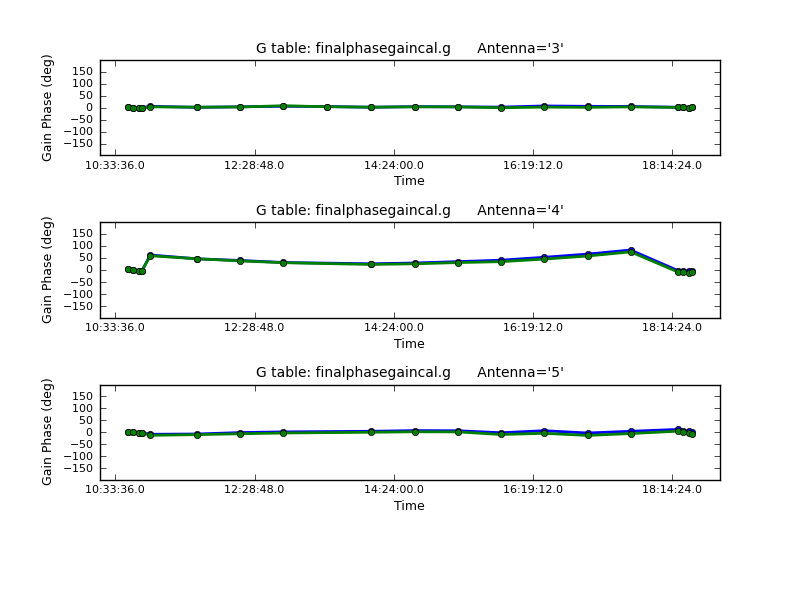 G table: finalphasegaincal.g Antenna='3'
Gain Phase (deg)
150
100
50
0
−50
−100
−150
10:33:36.0 12:28:48.0 14:24:00.0 16:19:12.0 18:14:24.0
Time
G table: finalphasegaincal.g Antenna='4'
Gain Phase (deg)
150
100
50
0
−50
−100
−150
10:33:36.0 12:28:48.0 14:24:00.0 16:19:12.0 18:14:24.0
Time
G table: finalphasegaincal.g Antenna='5'
Gain Phase (deg)
150
100
50
0
−50
−100
−150
10:33:36.0 12:28:48.0 14:24:00.0 16:19:12.0 18:14:24.0
Time